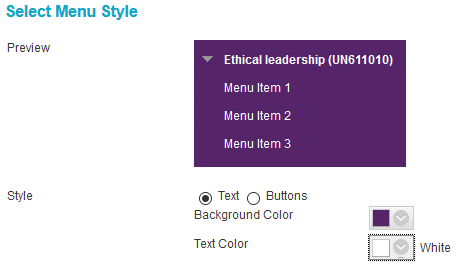 Select Menu Style
Preview
Ethical leadership (UN611010)
Menu Item 1
Menu Item 2
Menu Item 3
Style
Text
Buttons
Background Color
Text Color
White